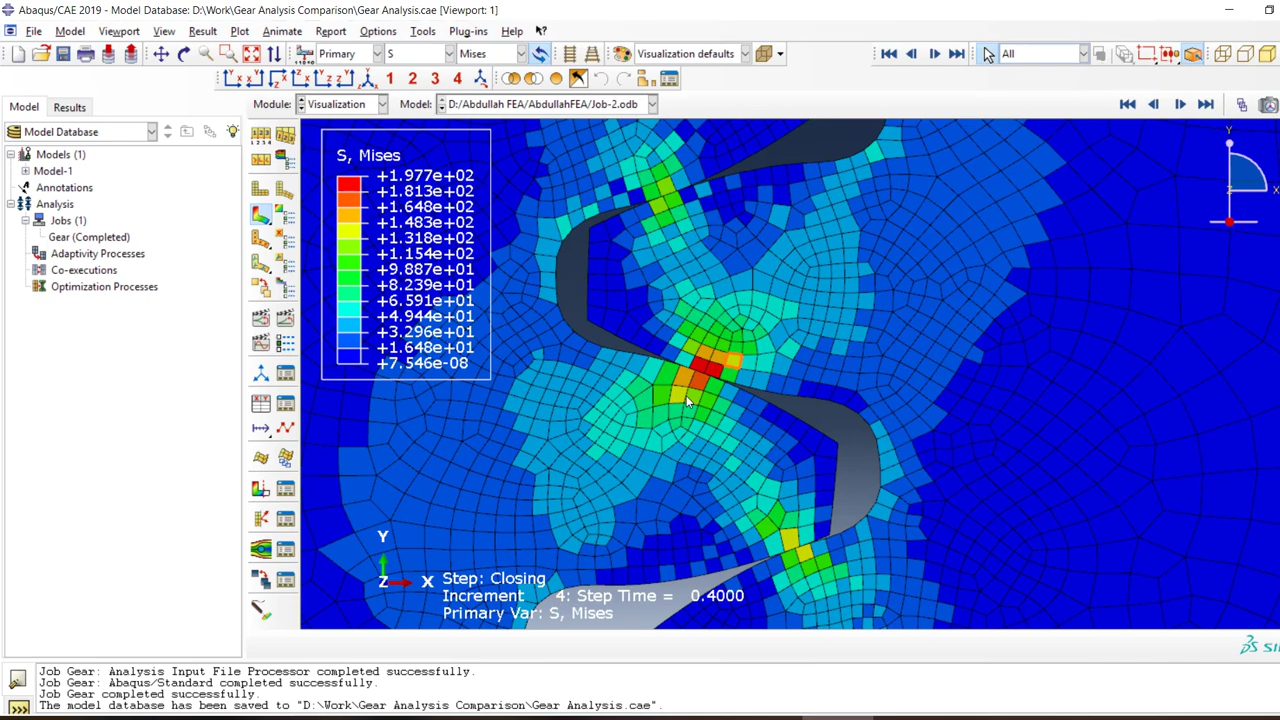 Abaqus/CAE 2019 - Model Database: D:\Work\Gear Analysis Comparison\Gear Analysis.cae [Viewport: 1]
File Model Viewport View Result Plot Animate Report Options Tools Plug-ins Help
Primary S Mises Visualization defaults All
1 2 3 4
Model Results Module: Visualization Model: D:/Abdullah FEA/AbdullahFEA/Job-2.odb
Model Database
Models (1)
Model-1
Annotations
Analysis
Jobs (1)
Gear (Completed)
Adaptivity Processes
Co-executions
Optimization Processes
S, Mises
+1.977e+02
+1.813e+02
+1.648e+02
+1.483e+02
+1.318e+02
+1.154e+02
+9.887e+01
+8.239e+01
+6.591e+01
+4.944e+01
+3.296e+01
+1.648e+01
+7.546e-08
Y
Z X
Y
Z X
Step: Closing
Increment 4: Step Time = 0.4000
Primary Var: S, Mises
Job Gear: Analysis Input File Processor completed successfully.
Job Gear: Abaqus/Standard completed successfully.
Job Gear completed successfully.
The model database has been saved to "D:\Work\Gear Analysis Comparison\Gear Analysis.cae".